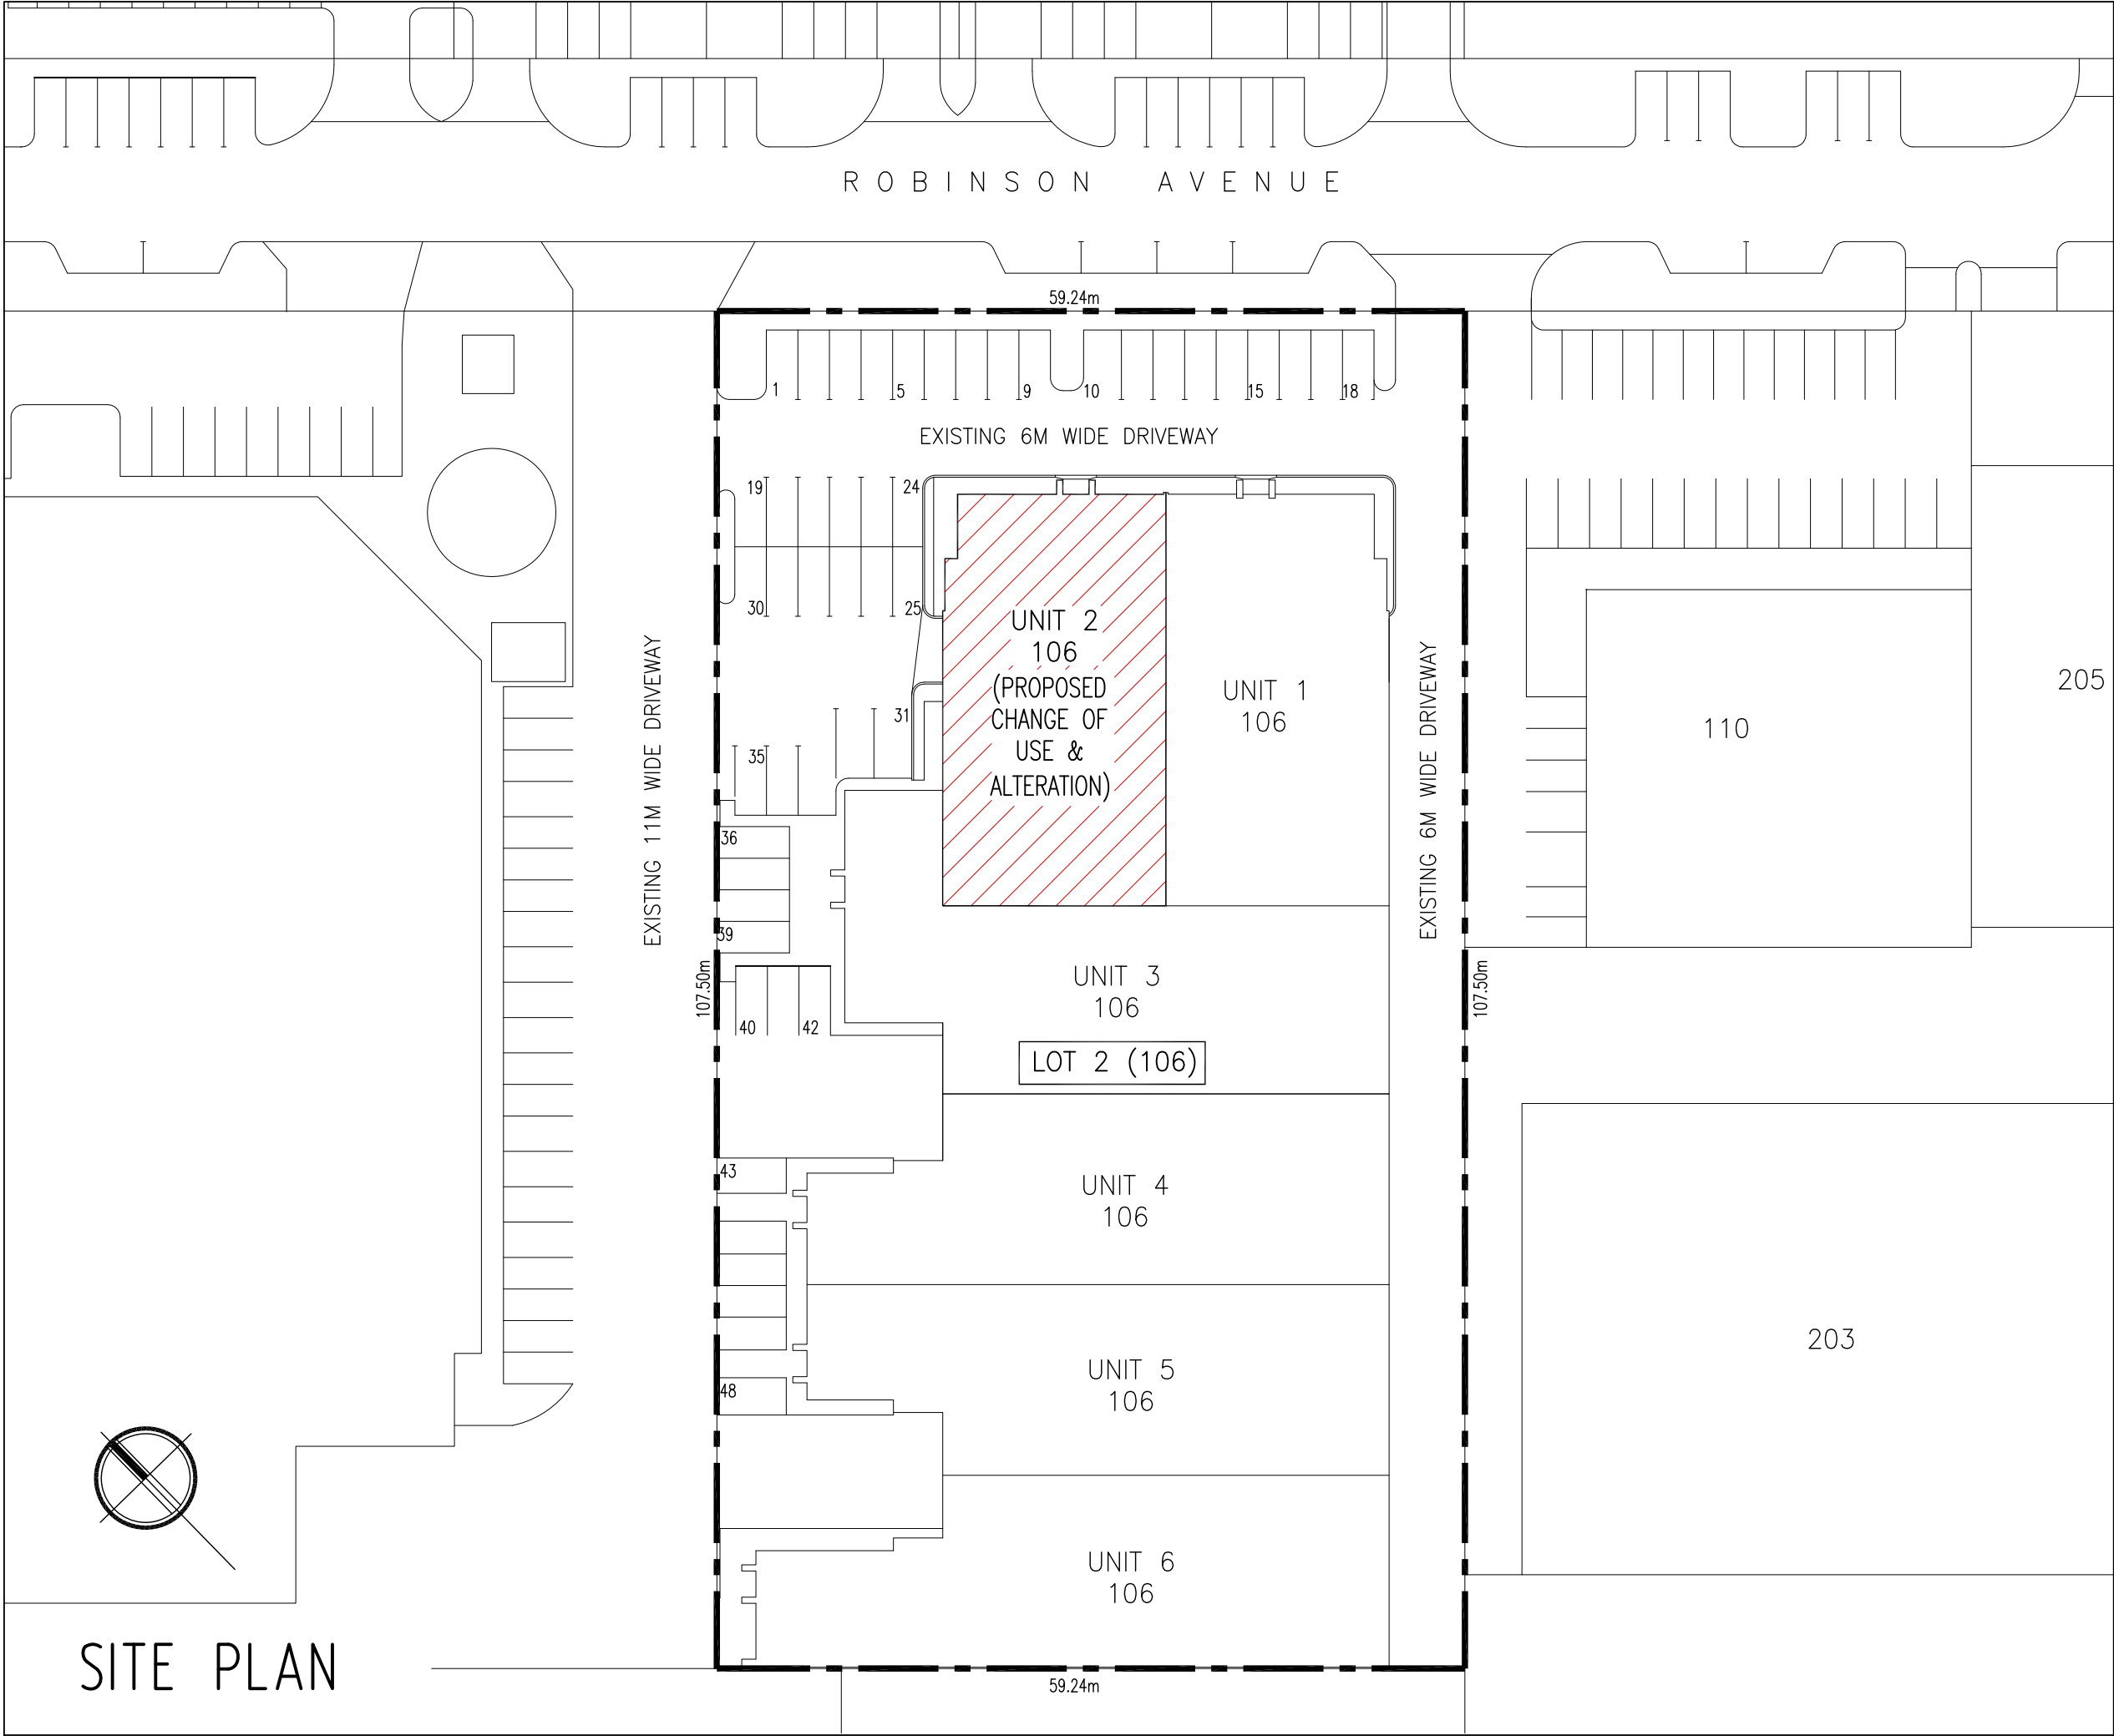 ROBINSON AVENUE
59.24m
1
5
9
10
15
18
EXISTING 6M WIDE DRIVEWAY
19
24
30
25
UNIT 2
106
(PROPOSED
CHANGE OF
USE &
ALTERATION)
UNIT 1
106
EXISTING 11M WIDE DRIVEWAY
EXISTING 6M WIDE DRIVEWAY
205
110
31
35
36
39
107.50m
107.50m
40
42
UNIT 3
106
LOT 2 (106)
43
UNIT 4
106
203
48
UNIT 5
106
UNIT 6
106
SITE PLAN
59.24m